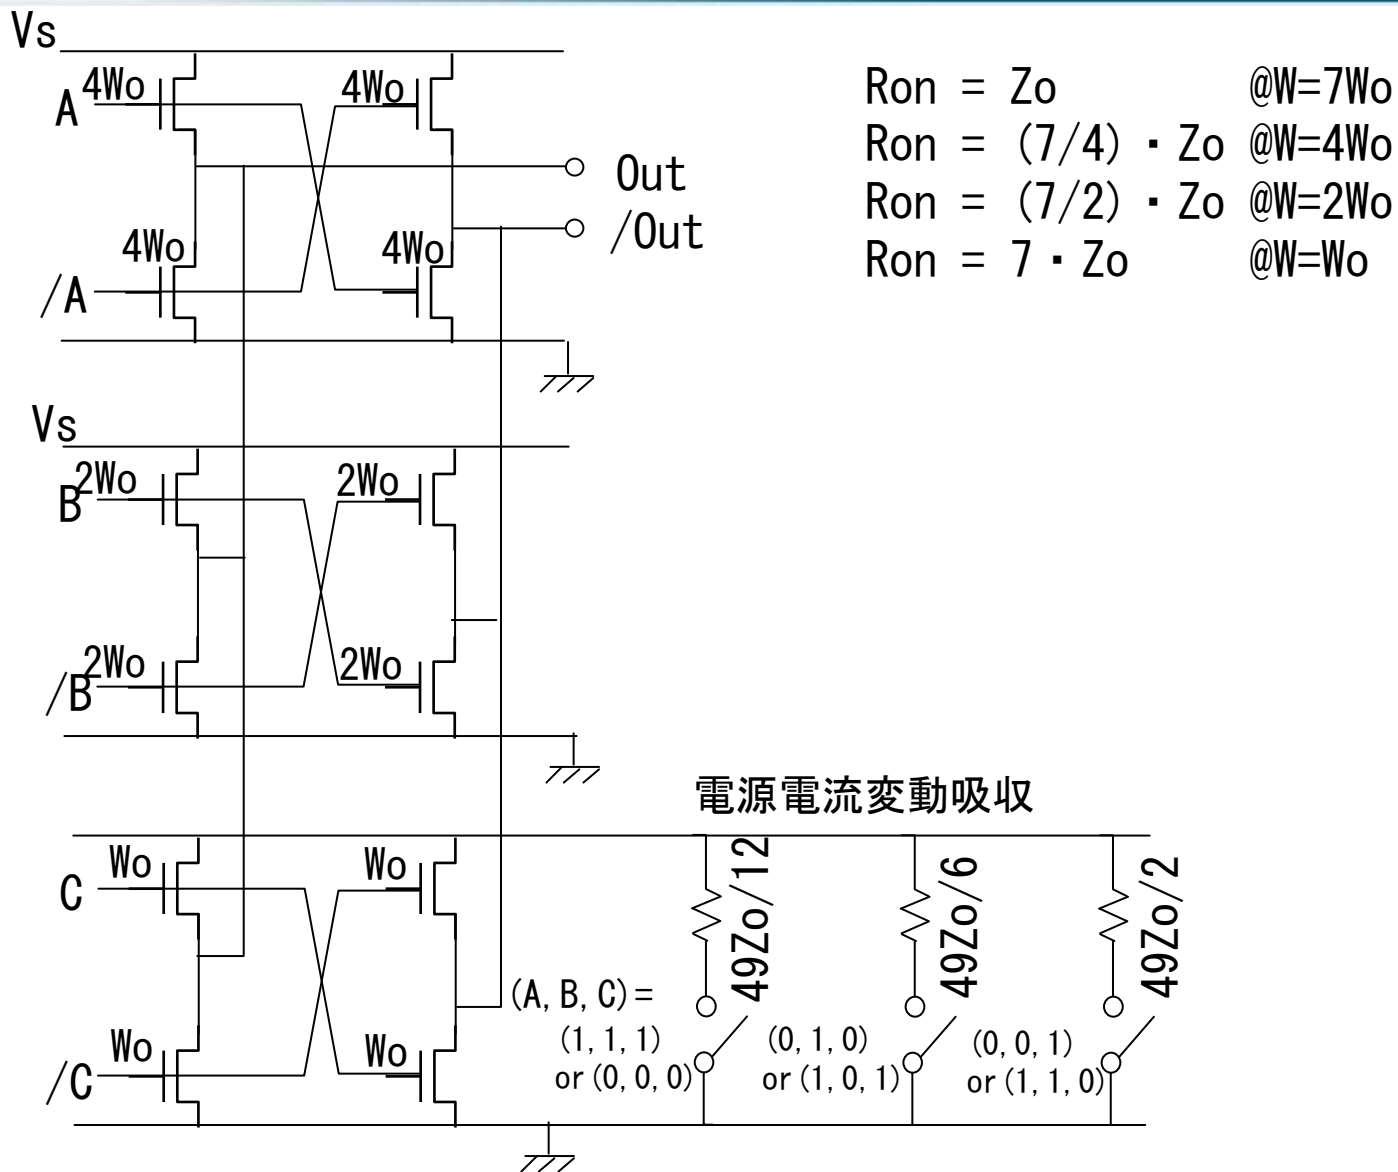 Vs
A
4Wo
4Wo
Out
/Out
4Wo
4Wo
/A
Ron = Zo @W=7Wo
Ron = (7/4)・Zo @W=4Wo
Ron = (7/2)・Zo @W=2Wo
Ron = 7・Zo @W=Wo
Vs
B
2Wo
2Wo
/B
2Wo
2Wo
電源電流変動吸収
C
Wo
Wo
/C
Wo
Wo
49Zo/12
49Zo/6
49Zo/2
(A,B,C)=
(1,1,1)
or(0,0,0)
(0,1,0)
or(1,0,1)
(0,0,1)
or(1,1,0)